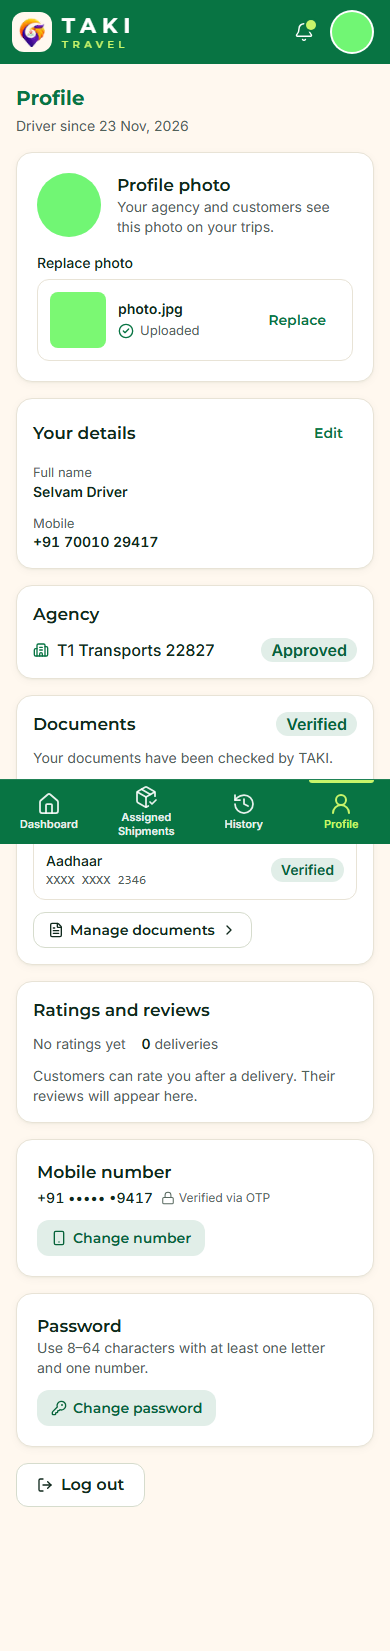 TAKI
TRAVEL
Profile
Driver since 23 Nov, 2026
Profile photo
Your agency and customers see
this photo on your trips.
Replace photo
photo.jpg
Uploaded
Replace
Your details
Edit
Full name
Selvam Driver
Mobile
+91 70010 29417
Agency
T1 Transports 22827
Approved
Documents
Verified
Your documents have been checked by TAKI.
Dashboard
Assigned
Shipments
History
Profile
Aadhaar
XXXX XXXX 2346
Verified
Manage documents
Ratings and reviews
No ratings yet 0 deliveries
Customers can rate you after a delivery. Their
reviews will appear here.
Mobile number
+91 ••••• •9417 Verified via OTP
Change number
Password
Use 8–64 characters with at least one letter
and one number.
Change password
Log out